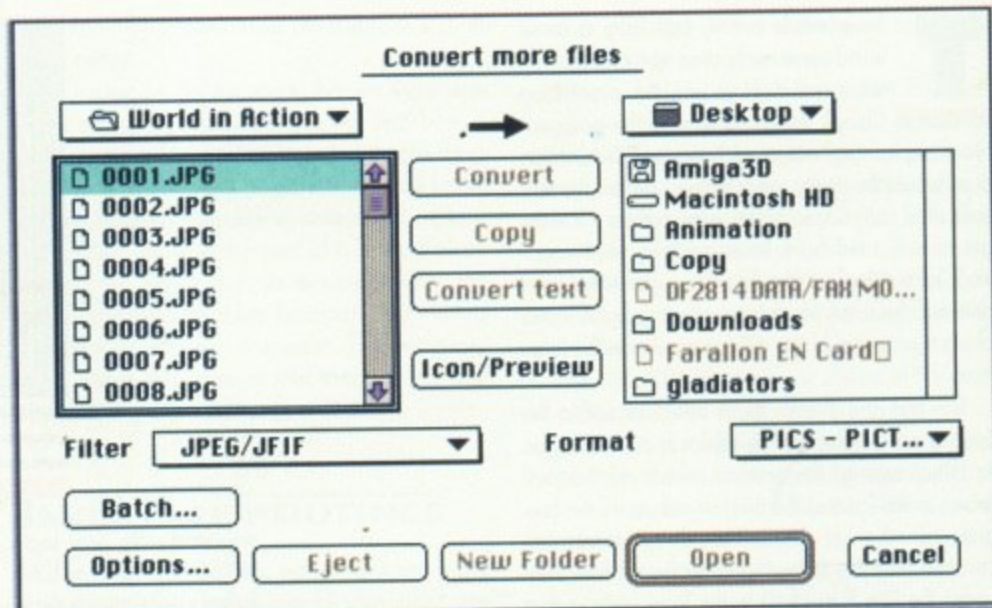 Convert more files
World in Action
Desktop
0001.JPG
0002.JPG
0003.JPG
0004.JPG
0005.JPG
0006.JPG
0007.JPG
0008.JPG
Convert
Copy
Convert text
Icon/Preview
Amiga3D
Macintosh HD
Animation
Copy
DF2814 DATA/FAX MO...
Downloads
Farallon EN Card
gladiators
Filter JPEG/JFIF
Format PICS - PICT...
Batch...
Options... Eject New Folder Open Cancel